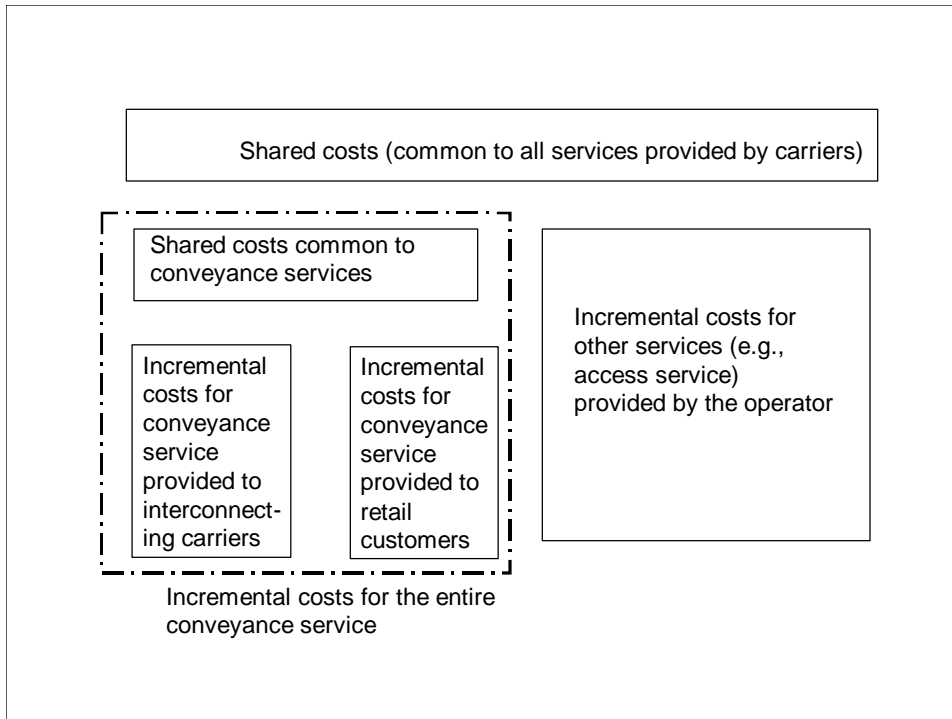 Shared costs (common to all services provided by carriers)
Shared costs common to
conveyance services
Incremental
costs for
conveyance
service
provided to
interconnect-
ing carriers
Incremental
costs for
conveyance
service
provided to
retail
customers
Incremental costs for
other services (e.g.,
access service)
provided by the operator
Incremental costs for the entire
conveyance service